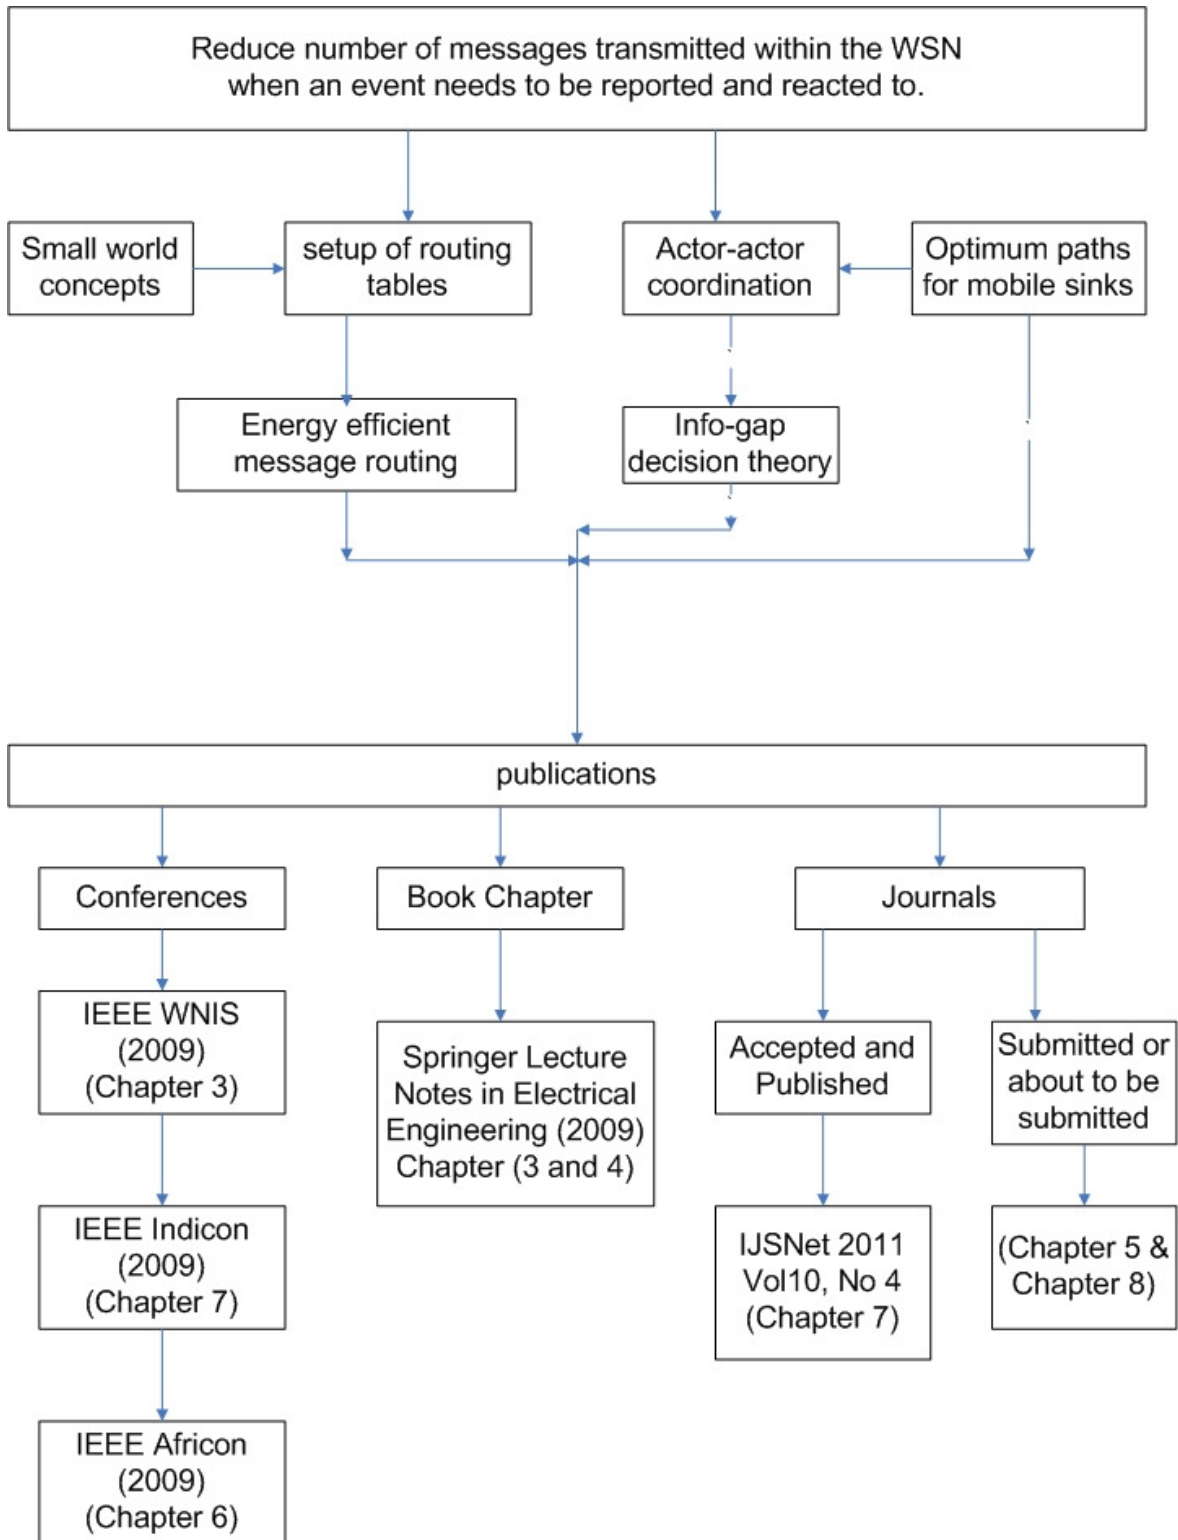 Reduce number of messages transmitted within the WSN
when an event needs to be reported and reacted to.
Small world
concepts
setup of routing
tables
Actor-actor
coordination
Optimum paths
for mobile sinks
Energy efficient
message routing
Info-gap
decision theory
publications
Conferences
Book Chapter
Journals
IEEE WNIS
(2009)
(Chapter 3)
Springer Lecture
Notes in Electrical
Engineering (2009)
Chapter (3 and 4)
Accepted and
Published
Submitted or
about to be
submitted
IEEE Indicon
(2009)
(Chapter 7)
IJSNet 2011
Vol10, No 4
(Chapter 7)
(Chapter 5 &
Chapter 8)
IEEE Africon
(2009)
(Chapter 6)